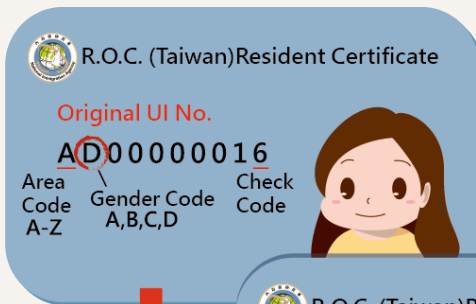 R.O.C. (Taiwan)Resident Certificate
Original UI No.
AD00000016
Area Code A-Z
Gender Code A,B,C,D
Check Code
R.O.C. (Taiwan)